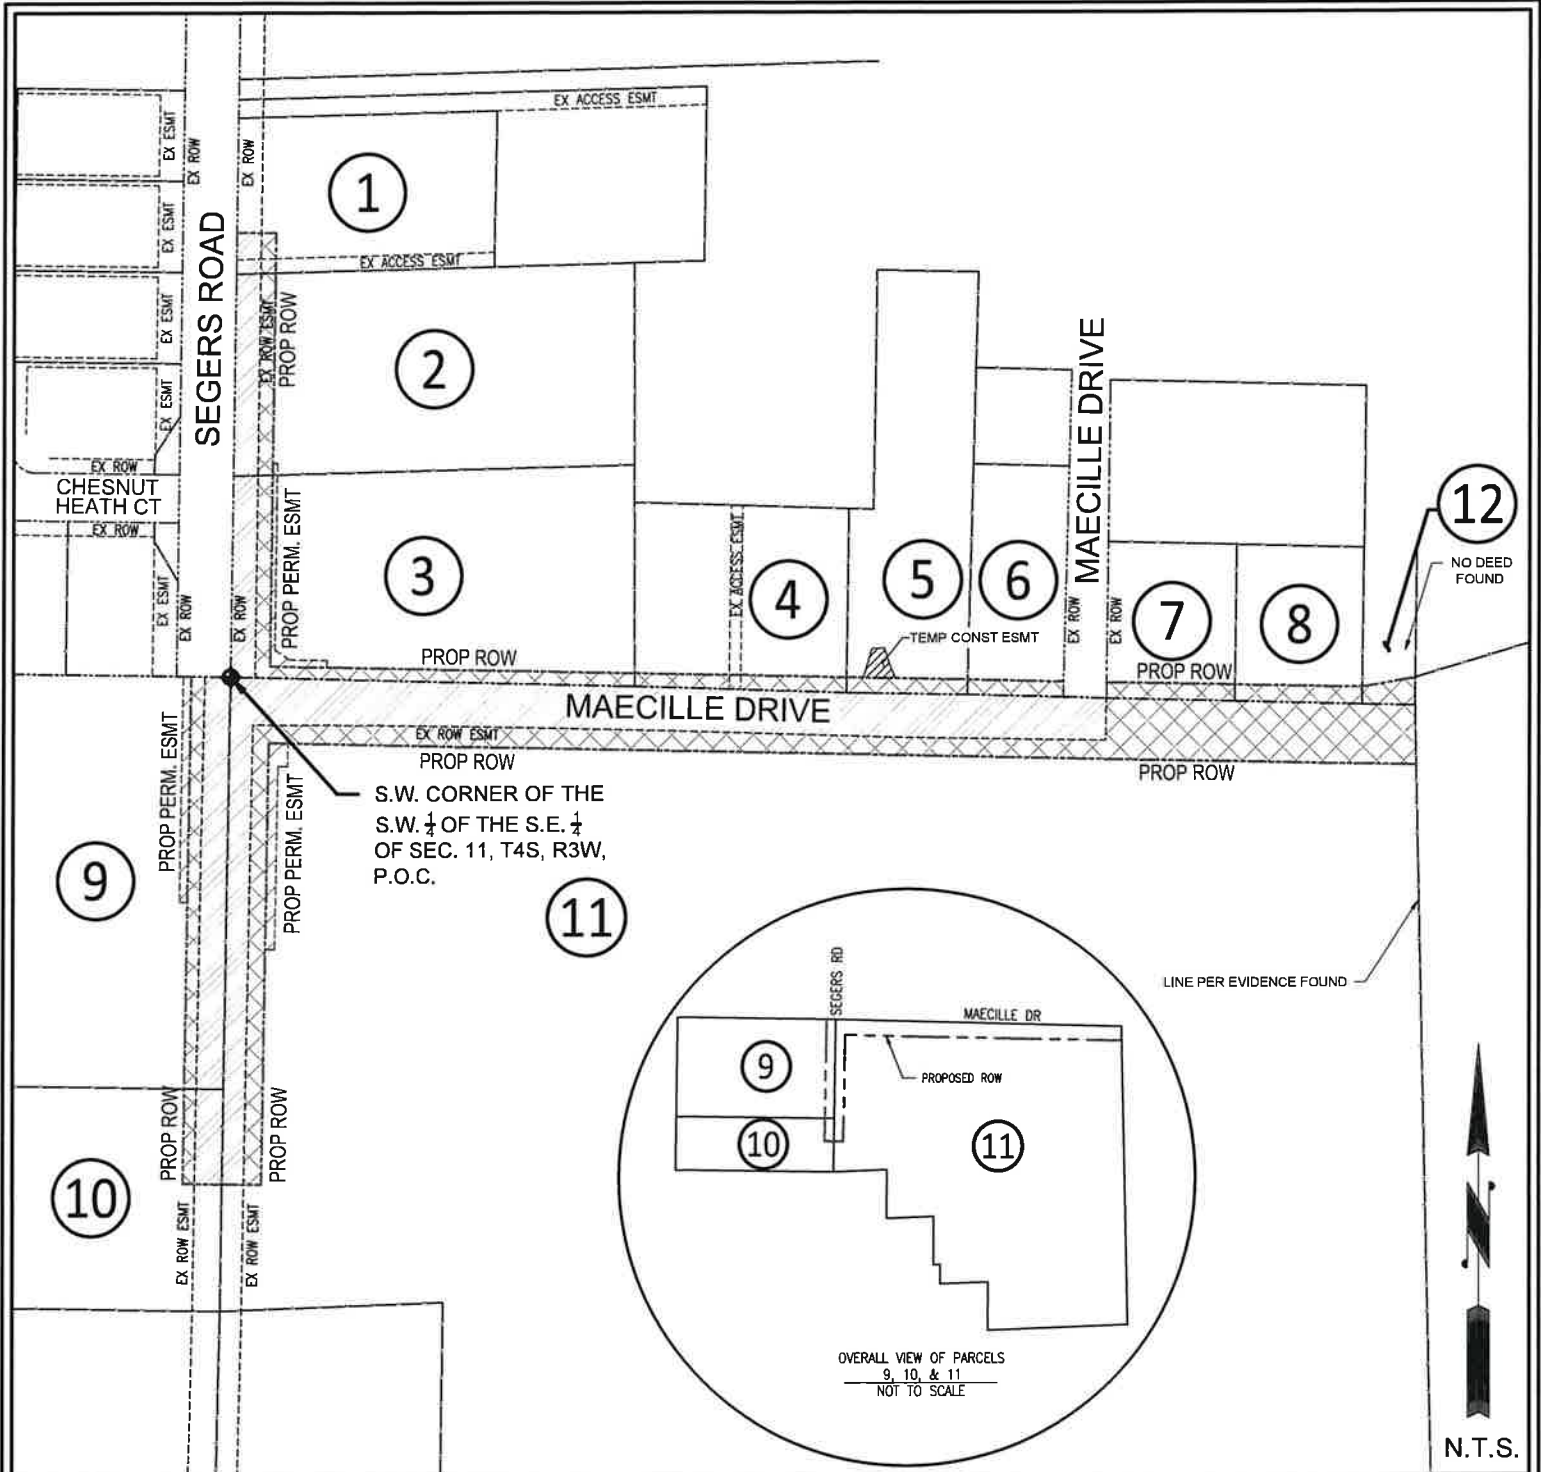 EX ACCESS ESMT
EX ESMT
EX ROW
EX ROW
1
EX ESMT
SEGERS ROAD
EX ACCESS ESMT
EX ESMT
EX ROW ESMT
PROP ROW
2
MAECILLE DRIVE
EX ESMT
EX ROW
CHESNUT
HEATH CT
EX ROW
12
NO DEED
FOUND
PROP PERM. ESMT
3
EX ACCESS ESMT
4
5
6
7
8
EX ESMT
EX ROW
EX ROW
EX ROW
EX ROW
TEMP CONST ESMT
PROP ROW
PROP ROW
MAECILLE DRIVE
EX ROW ESMT
PROP ROW
PROP ROW
PROP PERM. ESMT
PROP PERM. ESMT
S.W. CORNER OF THE
S.W. 1/4 OF THE S.E. 1/4
OF SEC. 11, T4S, R3W,
P.O.C.
9
11
LINE PER EVIDENCE FOUND
SEGERS RD
MAECILLE DR
9
PROPOSED ROW
10
11
PROP ROW
PROP ROW
10
EX ROW ESMT
EX ROW ESMT
OVERALL VIEW OF PARCELS
9, 10, & 11
NOT TO SCALE
N
N.T.S.